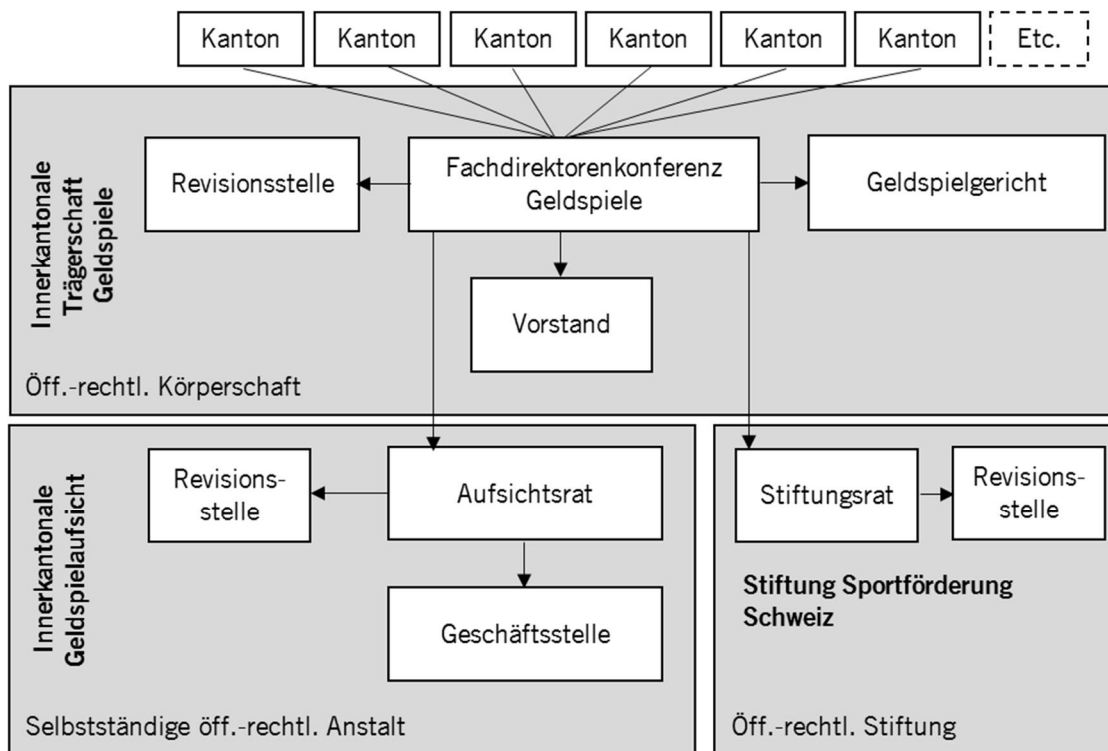 Kanton
Kanton
Kanton
Kanton
Kanton
Kanton
Etc.
Innerkantonale
Trägerschaft
Geldspiele
Revisionsstelle
Fachdirektorenkonferenz
Geldspiele
Geldspielgericht
Vorstand
Öff.-rechtl. Körperschaft
Innerkantonale
Geldspielaufsicht
Revisions-
stelle
Aufsichtsrat
Geschäftsstelle
Selbstständige öff.-rechtl. Anstalt
Stiftungsrat
Revisions-
stelle
Stiftung Sportförderung
Schweiz
Öff.-rechtl. Stiftung